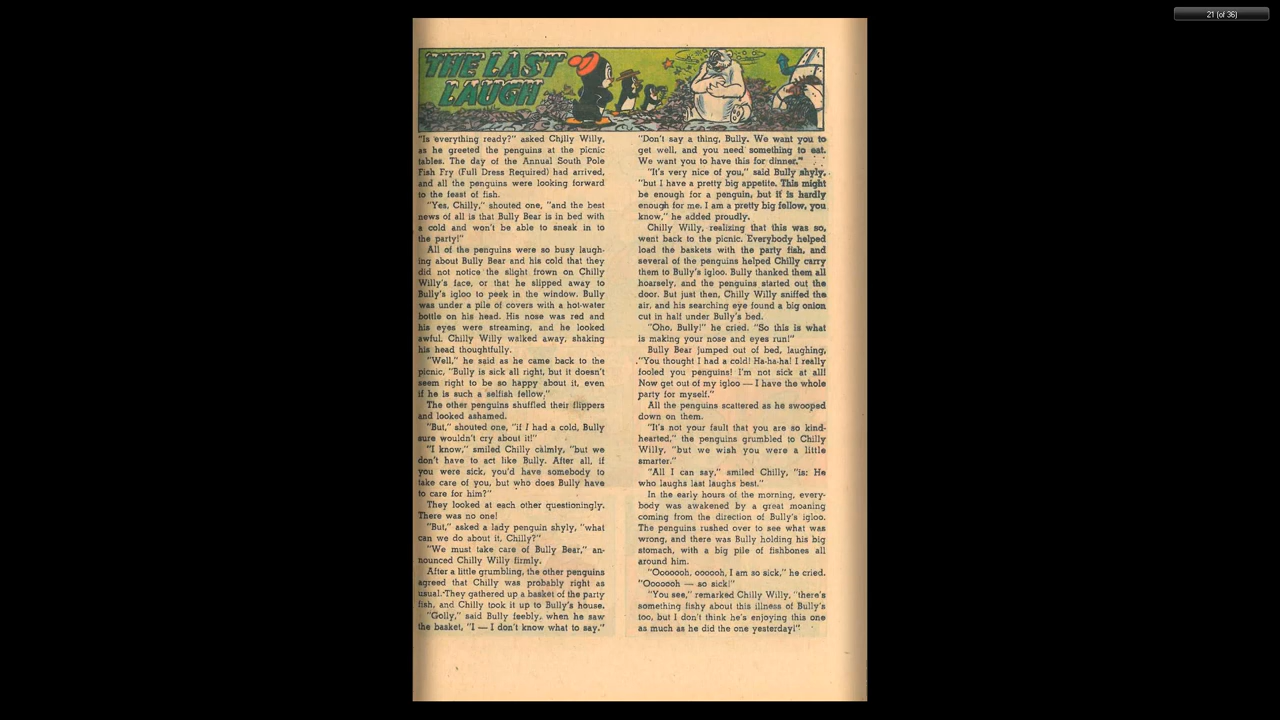 21 (of 36)
THE LAST
LAUGH
"Is everything ready?" asked Chilly Willy,
as he greeted the penguins at the picnic
tables. The day of the Annual South Pole
Fish Fry (Full Dress Required) had arrived,
and all the penguins were looking forward
to the feast of fish.
"Yes, Chilly," shouted one, "and the best
news of all is that Bully Bear is in bed with
a cold and won't be able to sneak in to
the party!"
All of the penguins were so busy laugh-
ing about Bully Bear and his cold that they
did not notice the slight frown on Chilly
Willy's face, or that he slipped away to
Bully's igloo to peek in the window. Bully
was under a pile of covers with a hot-water
bottle on his head. His nose was red and
his eyes were streaming, and he looked
awful. Chilly Willy walked away, shaking
his head thoughtfully.
"Well," he said as he came back to the
picnic, "Bully is sick all right, but it doesn't
seem right to be so happy about it, even
if he is such a selfish fellow."
The other penguins shuffled their flippers
and looked ashamed.
"But," shouted one, "if I had a cold, Bully
sure wouldn't cry about it!"
"I know," smiled Chilly calmly, "but we
don't have to act like Bully. After all, if
you were sick, you'd have somebody to
take care of you, but who does Bully have
to care for him?"
They looked at each other questioningly.
There was no one!
"But," asked a lady penguin shyly, "what
can we do about it, Chilly?"
"We must take care of Bully Bear," an-
nounced Chilly Willy firmly.
After a little grumbling, the other penguins
agreed that Chilly was probably right as
usual. They gathered up a basket of the party
fish, and Chilly took it up to Bully's house.
"Golly," said Bully feebly, when he saw
the basket, "I — I don't know what to say."
"Don't say a thing, Bully. We want you to
get well, and you need something to eat.
We want you to have this for dinner."
"It's very nice of you," said Bully shyly,
"but I have a pretty big appetite. This might
be enough for a penguin, but if is hardly
enough for me. I am a pretty big fellow, you
know," he added proudly.
Chilly Willy, realizing that this was so,
went back to the picnic. Everybody helped
load the baskets with the party fish, and
several of the penguins helped Chilly carry
them to Bully's igloo. Bully thanked them all
hoarsely, and the penguins started out the
door. But just then, Chilly Willy sniffed the
air, and his searching eye found a big onion
cut in half under Bully's bed.
"Oho, Bully!" he cried. "So this is what
is making your nose and eyes run!"
Bully Bear jumped out of bed, laughing,
"You thought I had a cold! Ha-ha-ha! I really
fooled you penguins! I'm not sick at all!
Now get out of my igloo — I have the whole
party for myself."
All the penguins scattered as he swooped
down on them.
"It's not your fault that you are so kind-
hearted," the penguins grumbled to Chilly
Willy, "but we wish you were a little
smarter."
"All I can say," smiled Chilly, "is: He
who laughs last laughs best."
In the early hours of the morning, every-
body was awakened by a great moaning
coming from the direction of Bully's igloo.
The penguins rushed over to see what was
wrong, and there was Bully holding his big
stomach, with a big pile of fishbones all
around him.
"Ooooooh, oooooh, I am so sick," he cried.
"Ooooooh — so sick!"
"You see," remarked Chilly Willy, "there's
something fishy about this illness of Bully's
too, but I don't think he's enjoying this one
as much as he did the one yesterday!"